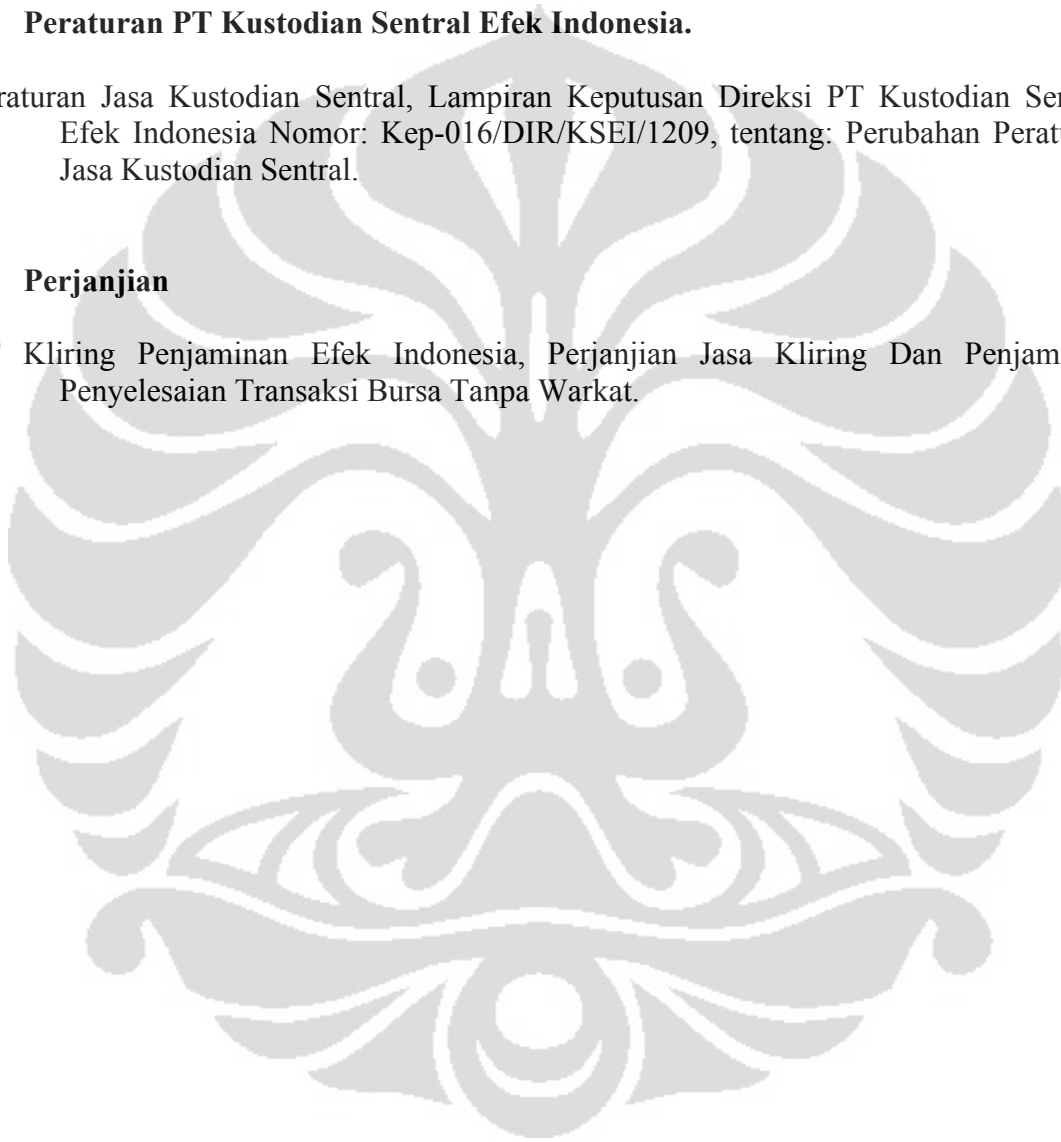 Peraturan PT Kustodian Sentral Efek Indonesia.
raturan Jasa Kustodian Sentral, Lampiran Keputusan Direksi PT Kustodian Sen
Efek Indonesia Nomor: Kep-016/DIR/KSEI/1209, tentang: Perubahan Perat
Jasa Kustodian Sentral.
Perjanjian
Kliring Penjaminan Efek Indonesia, Perjanjian Jasa Kliring Dan Penjam
Penyelesaian Transaksi Bursa Tanpa Warkat.